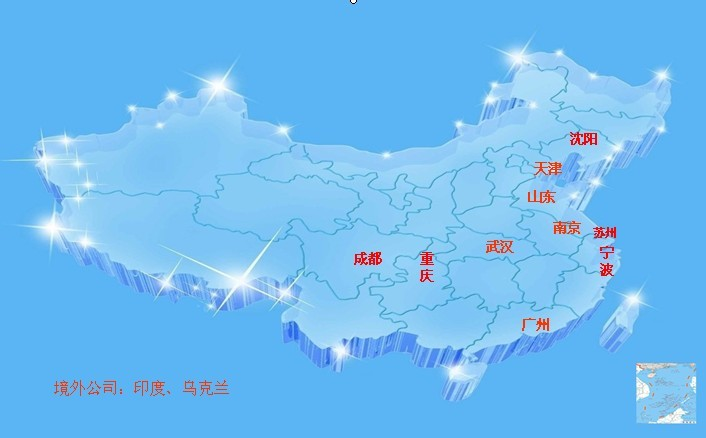 沈阳
天津
山东
南京
苏州
武汉
宁波
成都
重庆
广州
境外公司：印度、乌克兰